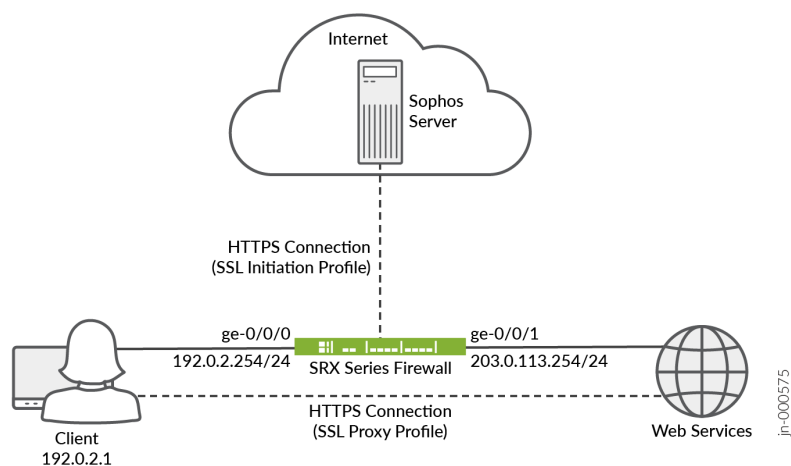 Internet
Sophos
Server
HTTPS Connection
(SSL Initiation Profile)
ge-0/0/0
ge-0/0/1
192.0.2.254/24
SRX Series Firewall
203.0.113.254/24
HTTPS Connection
(SSL Proxy Profile)
Client
192.0.2.1
Web Services
jn-000575